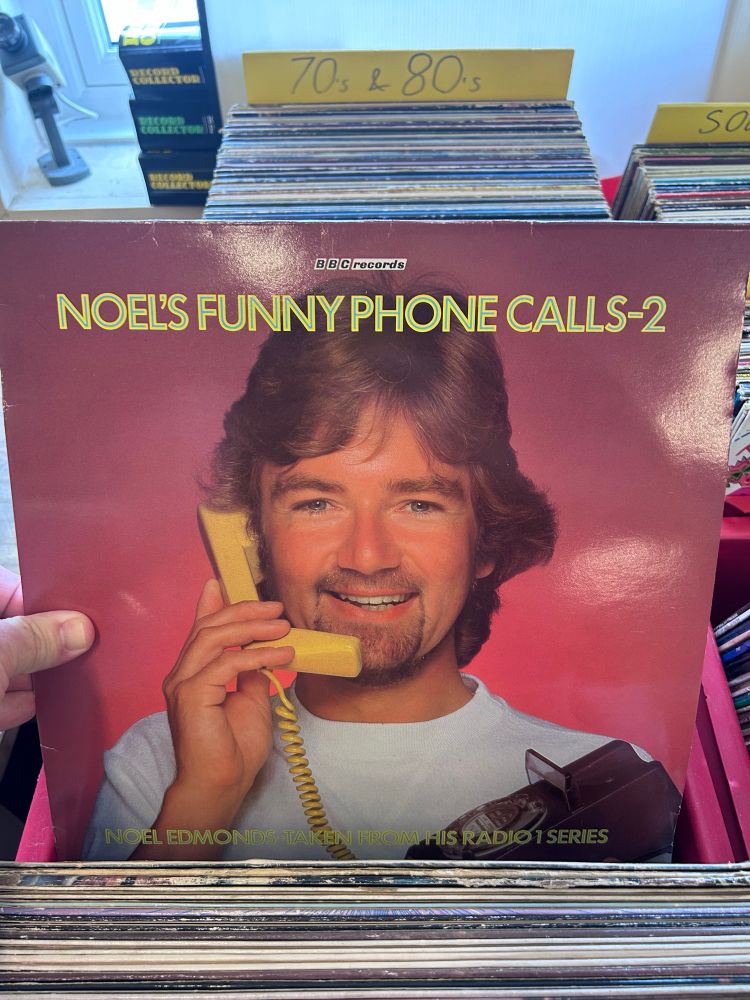 RECORD
COLLECTOR
RECORD
COLLECTOR
RECORD
COLLECTOR
70's & 80's
BBC records
NOEL'S FUNNY PHONE CALLS-2
NOEL EDMONDS-TAKEN FROM HIS RADIO 1 SERIES